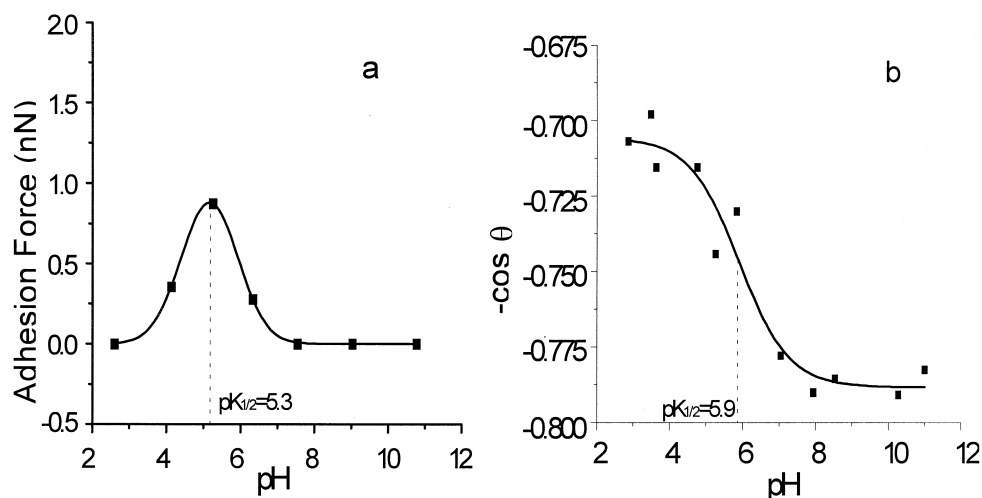 a
Adhesion Force (nN)
2.0
1.5
1.0
0.5
0.0
-0.5
pK1/2=5.3
2 4 6 8 10 12
pH
b
-cos θ
-0.675
-0.700
-0.725
-0.750
-0.775
-0.800
pK1/2=5.9
2 4 6 8 10 12
pH